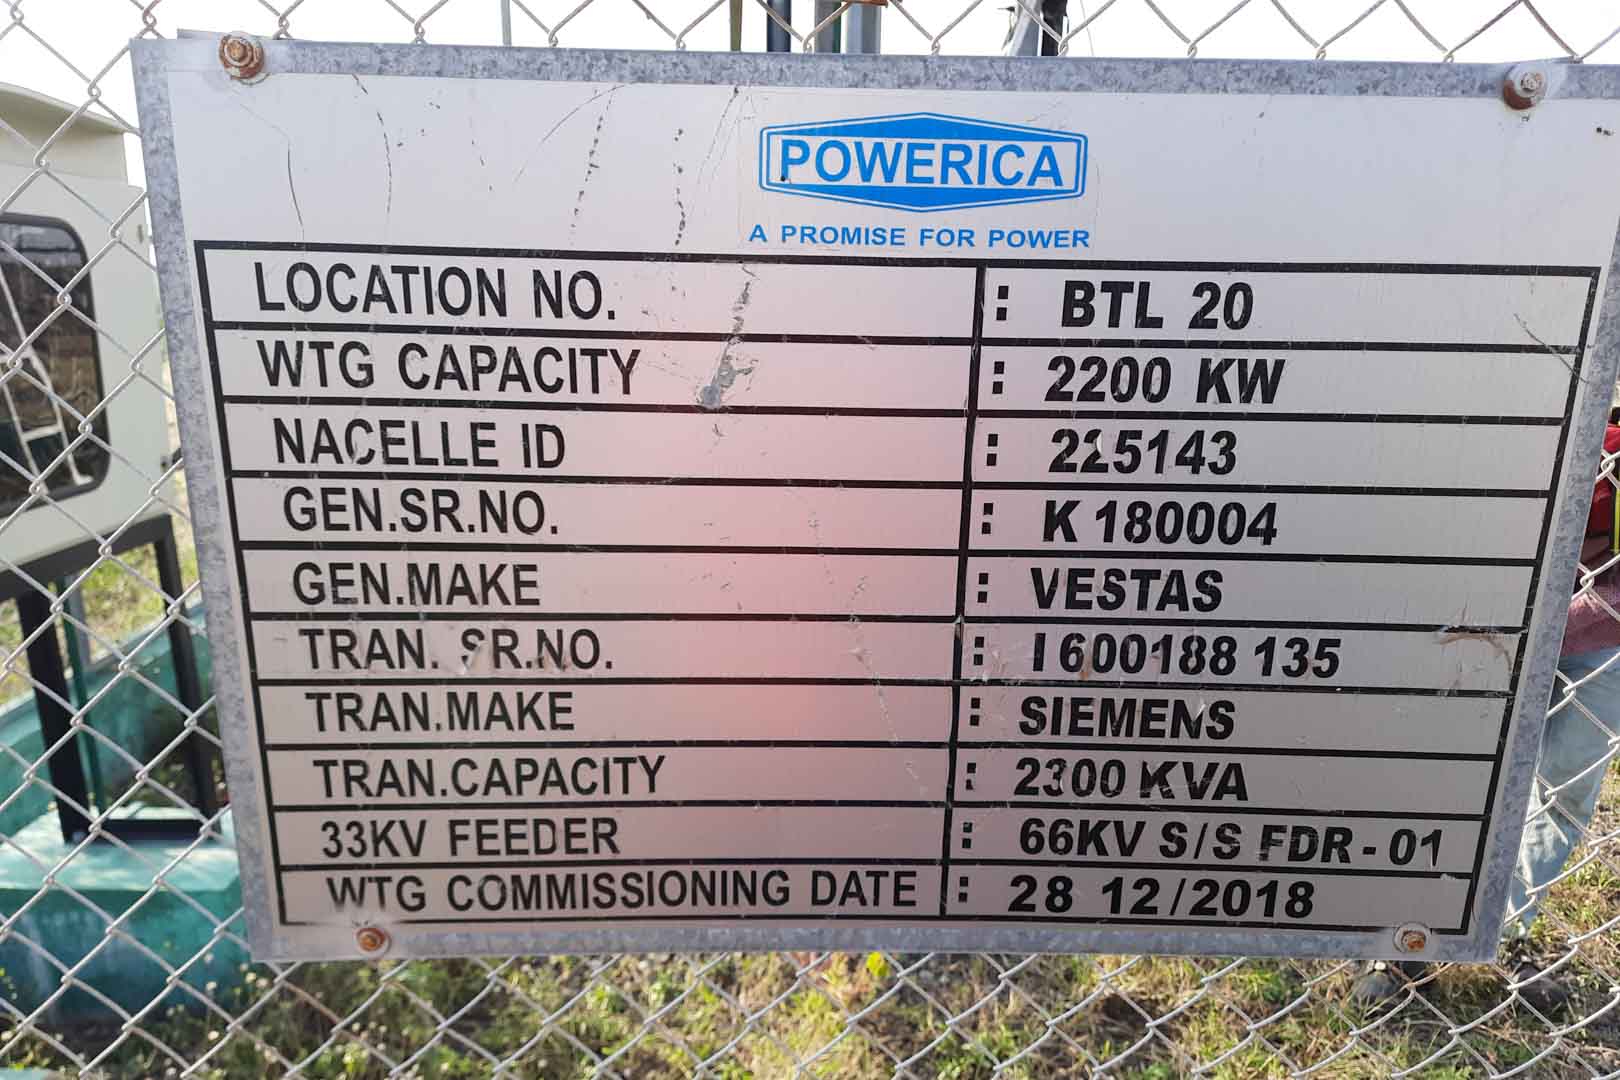 POWERICA
A PROMISE FOR POWER
LOCATION NO. : BTL 20
WTG CAPACITY : 2200 KW
NACELLE ID : 225143
GEN.SR.NO. : K 180004
GEN.MAKE : VESTAS
TRAN. SR.NO. : I 600188 135
TRAN.MAKE : SIEMENS
TRAN.CAPACITY : 2300 KVA
33KV FEEDER : 66KV S/S FDR - 01
WTG COMMISSIONING DATE : 28 12/2018